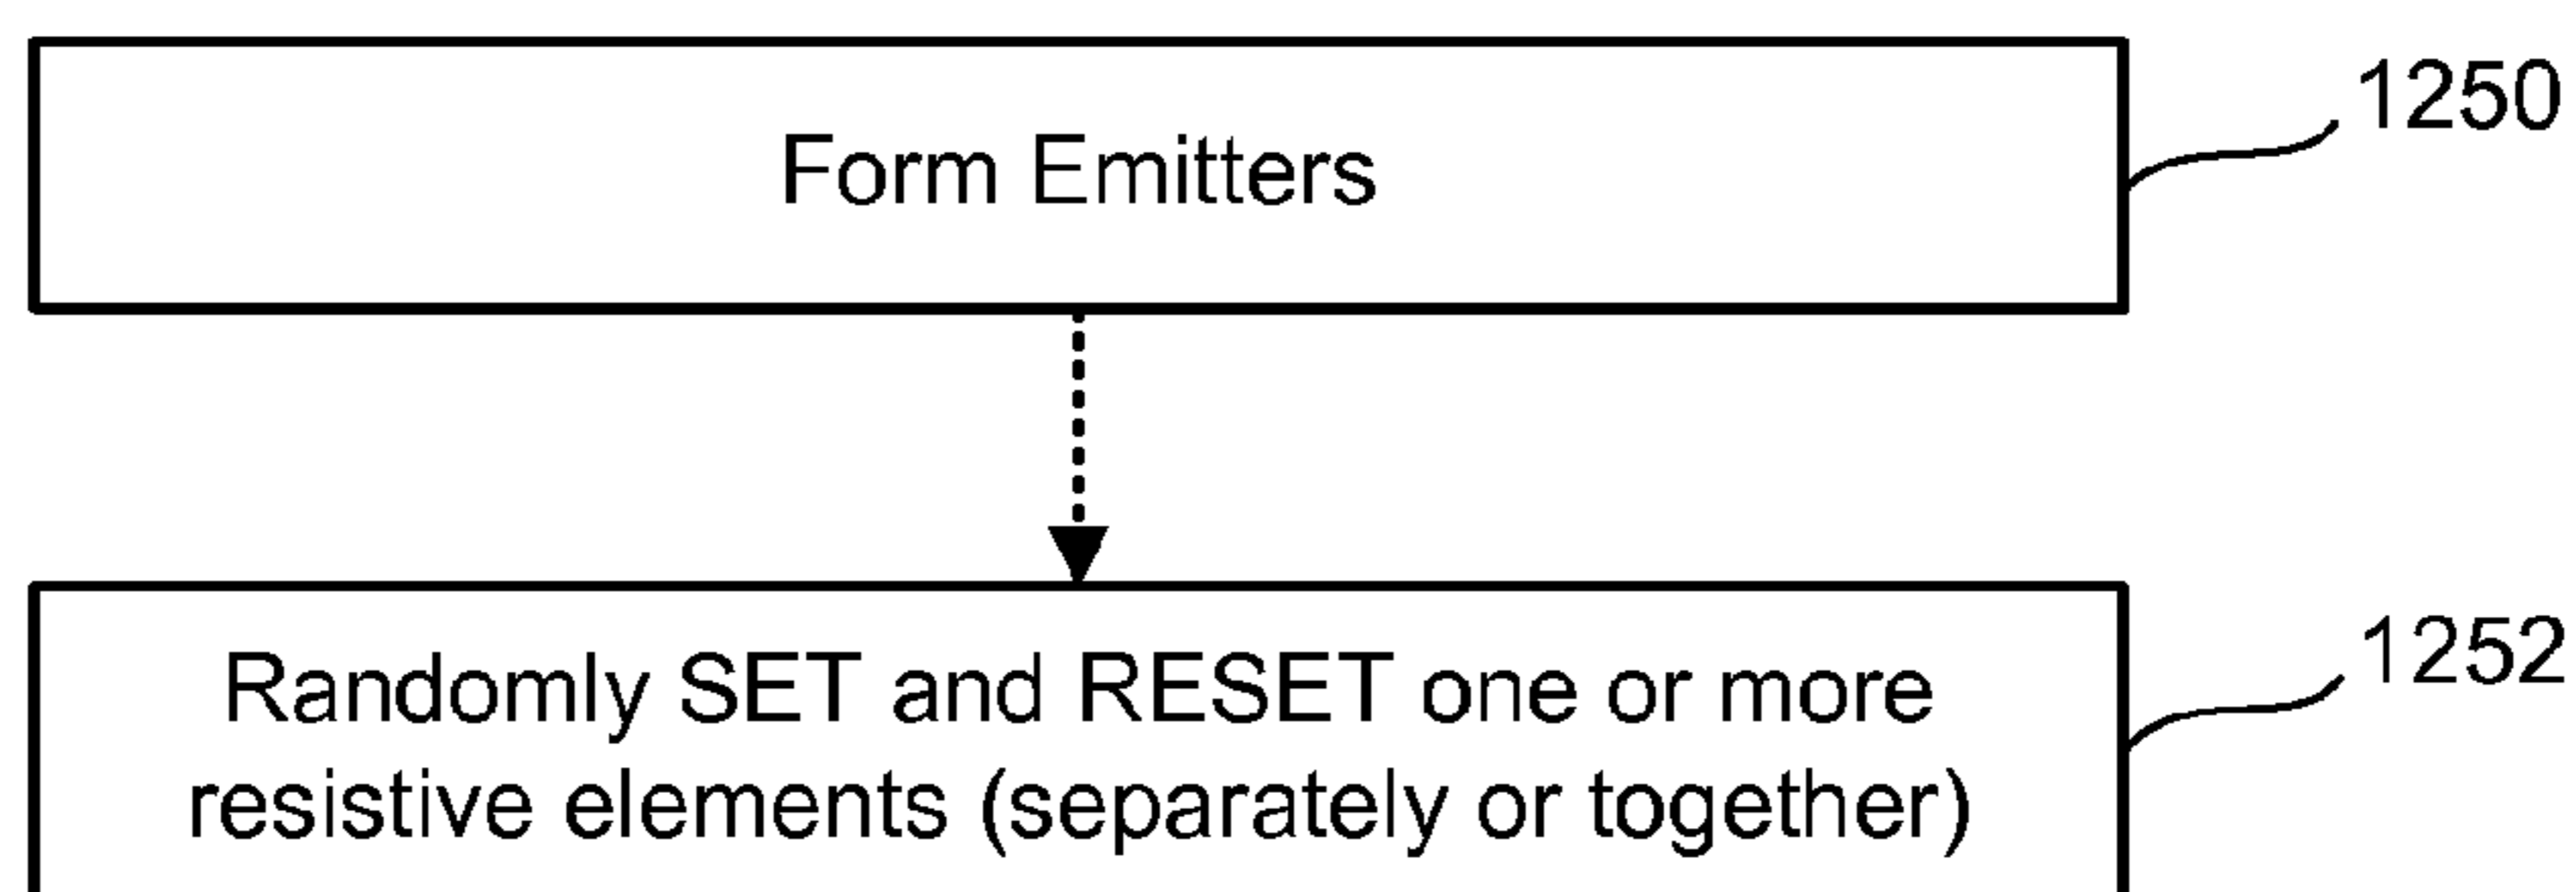 Form Emitters
1250
Randomly SET and RESET one or more
resistive elements (separately or together)
1252